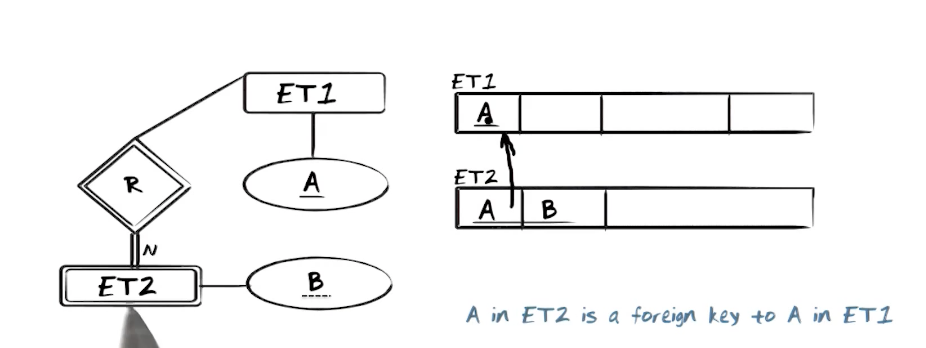 ET1
A
R
N
ET2
B
ET1
A
ET2
A B
A in ET2 is a foreign key to A in ET1